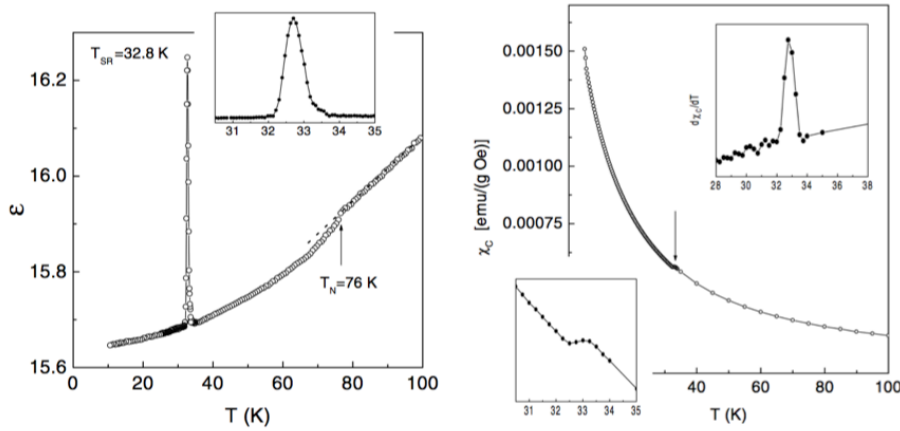 T_SR=32.8 K
31 32 33 34 35
16.2
16.0
15.8
15.6
ε
T_N=76 K
0 20 40 60 80 100
T (K)
0.00150
0.00125
0.00100
0.00075
χ_C [emu/(g Oe)]
dχ_C/dT
28 30 32 34 36 38
31 32 33 34 35
40 60 80 100
T (K)